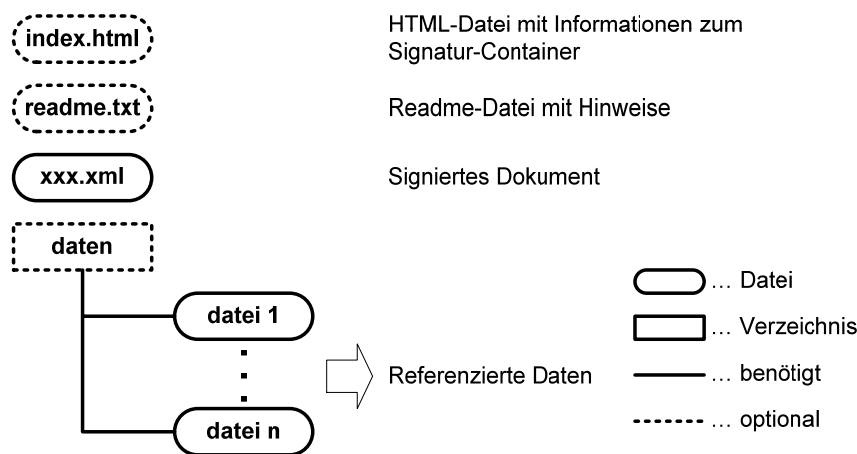 index.html
HTML-Datei mit Informationen zum
Signatur-Container
readme.txt
Readme-Datei mit Hinweise
xxx.xml
Signiertes Dokument
daten
datei 1
datei n
Referenzierte Daten
... Datei
... Verzeichnis
... benötigt
... optional